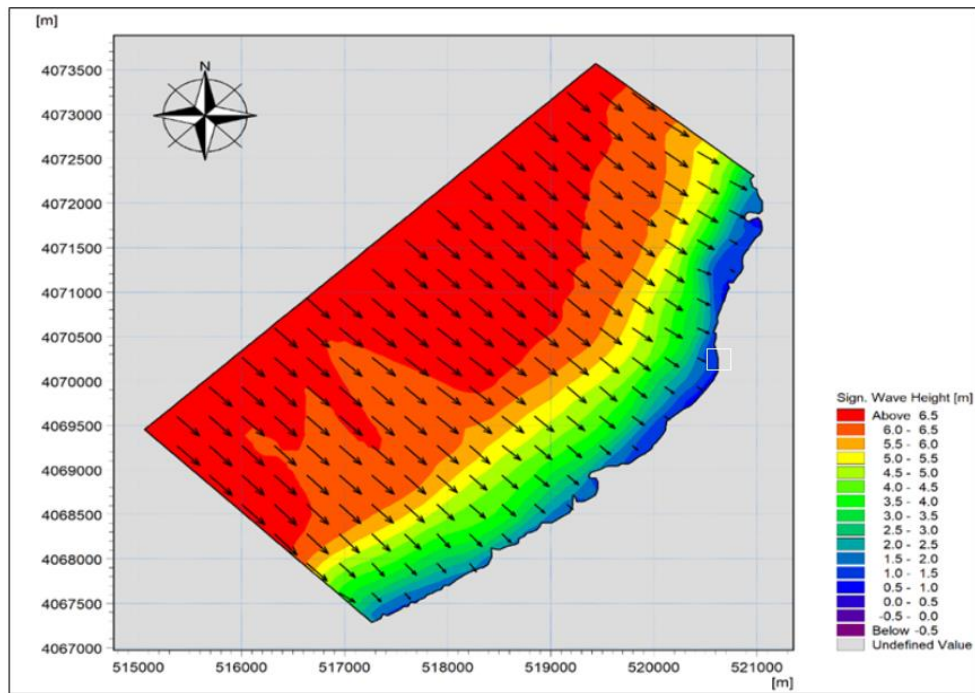 [m]
N
4073500
4073000
4072500
4072000
4071500
4071000
4070500
4070000
4069500
4069000
4068500
4068000
4067500
4067000
515000 516000 517000 518000 519000 520000 521000
[m]
Sign. Wave Height [m]
Above 6.5
6.0 - 6.5
5.5 - 6.0
5.0 - 5.5
4.5 - 5.0
4.0 - 4.5
3.5 - 4.0
3.0 - 3.5
2.5 - 3.0
2.0 - 2.5
1.5 - 2.0
1.0 - 1.5
0.5 - 1.0
0.0 - 0.5
-0.5 - 0.0
Below -0.5
Undefined Value